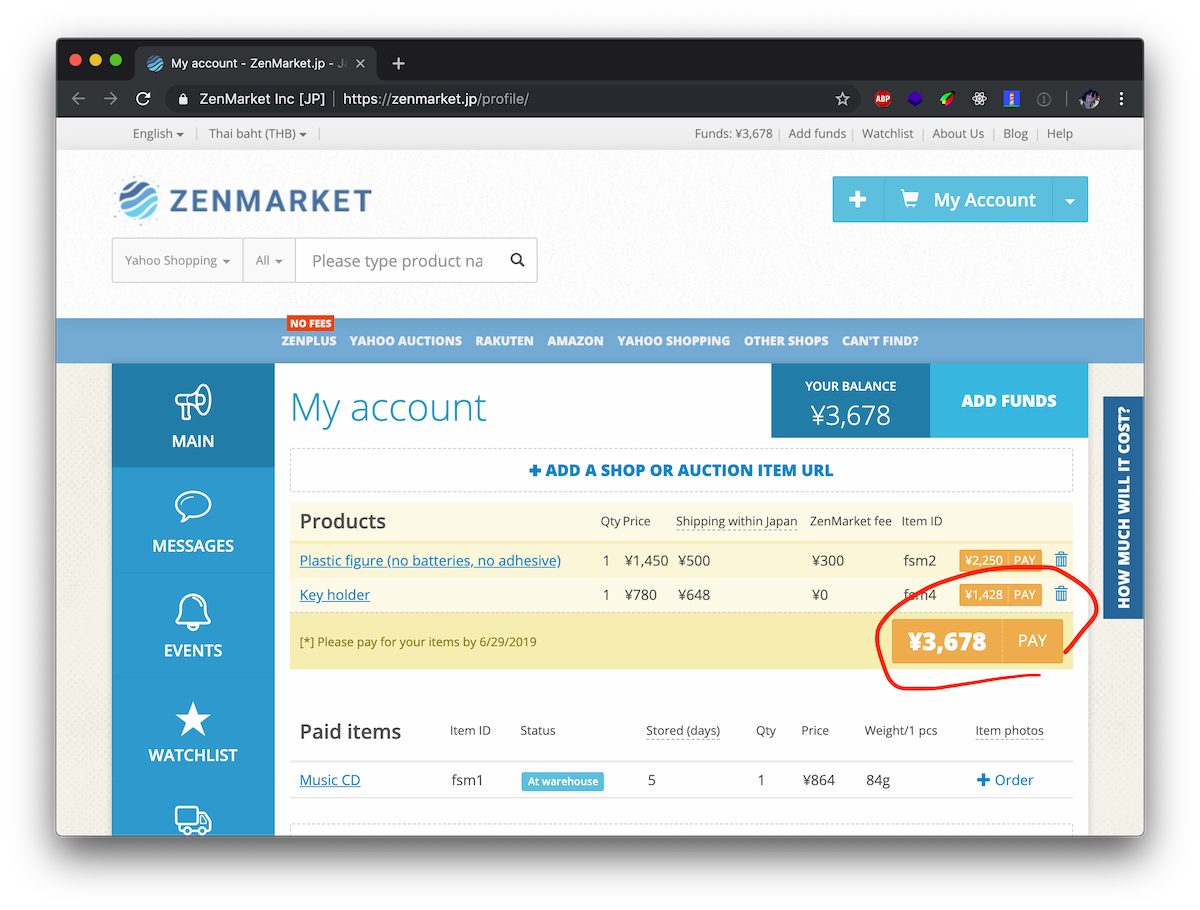 My account - ZenMarket.jp - J
ZenMarket Inc [JP] https://zenmarket.jp/profile/
ABP
English Thai baht (THB) Funds: ¥3,678 Add funds Watchlist About Us Blog Help
ZENMARKET
+ My Account
Yahoo Shopping All Please type product na
NO FEES
ZENPLUS YAHOO AUCTIONS RAKUTEN AMAZON YAHOO SHOPPING OTHER SHOPS CAN'T FIND?
MAIN
MESSAGES
EVENTS
WATCHLIST
My account
YOUR BALANCE
¥3,678
ADD FUNDS
+ ADD A SHOP OR AUCTION ITEM URL
Products Qty Price Shipping within Japan ZenMarket fee Item ID
Plastic figure (no batteries, no adhesive) 1 ¥1,450 ¥500 ¥300 fsm2 ¥2,250 PAY
Key holder 1 ¥780 ¥648 ¥0 fsm4 ¥1,428 PAY
[*] Please pay for your items by 6/29/2019 ¥3,678 PAY
Paid items Item ID Status Stored (days) Qty Price Weight/1 pcs Item photos
Music CD fsm1 At warehouse 5 1 ¥864 84g + Order
HOW MUCH WILL IT COST?